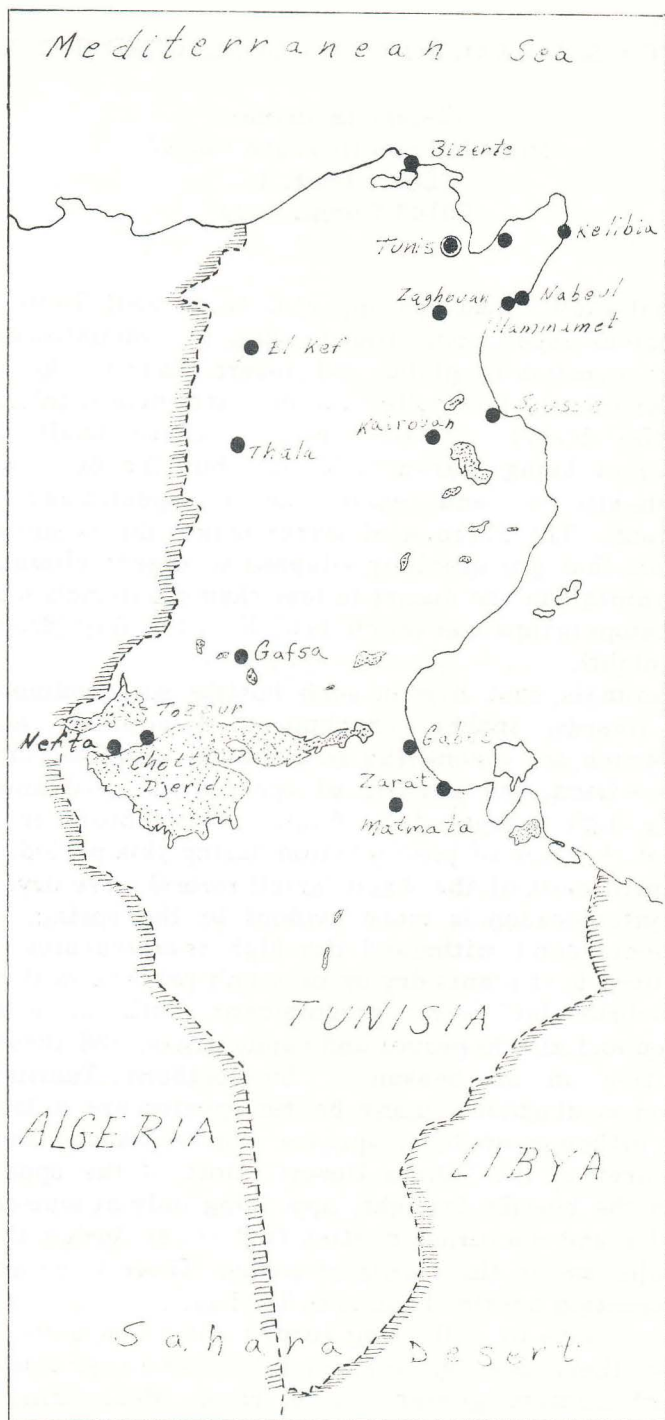 Mediterranean Sea
Bizerte
Kelibia
Tunis
Zaghouan
Nabeul
Hammamet
El Kef
Sousse
Kairouan
Thala
Gafsa
Tozeur
Nefta
Gabes
Chott
Djerid
Zarat
Matmata
TUNISIA
ALGERIA
LIBYA
Sahara Desert